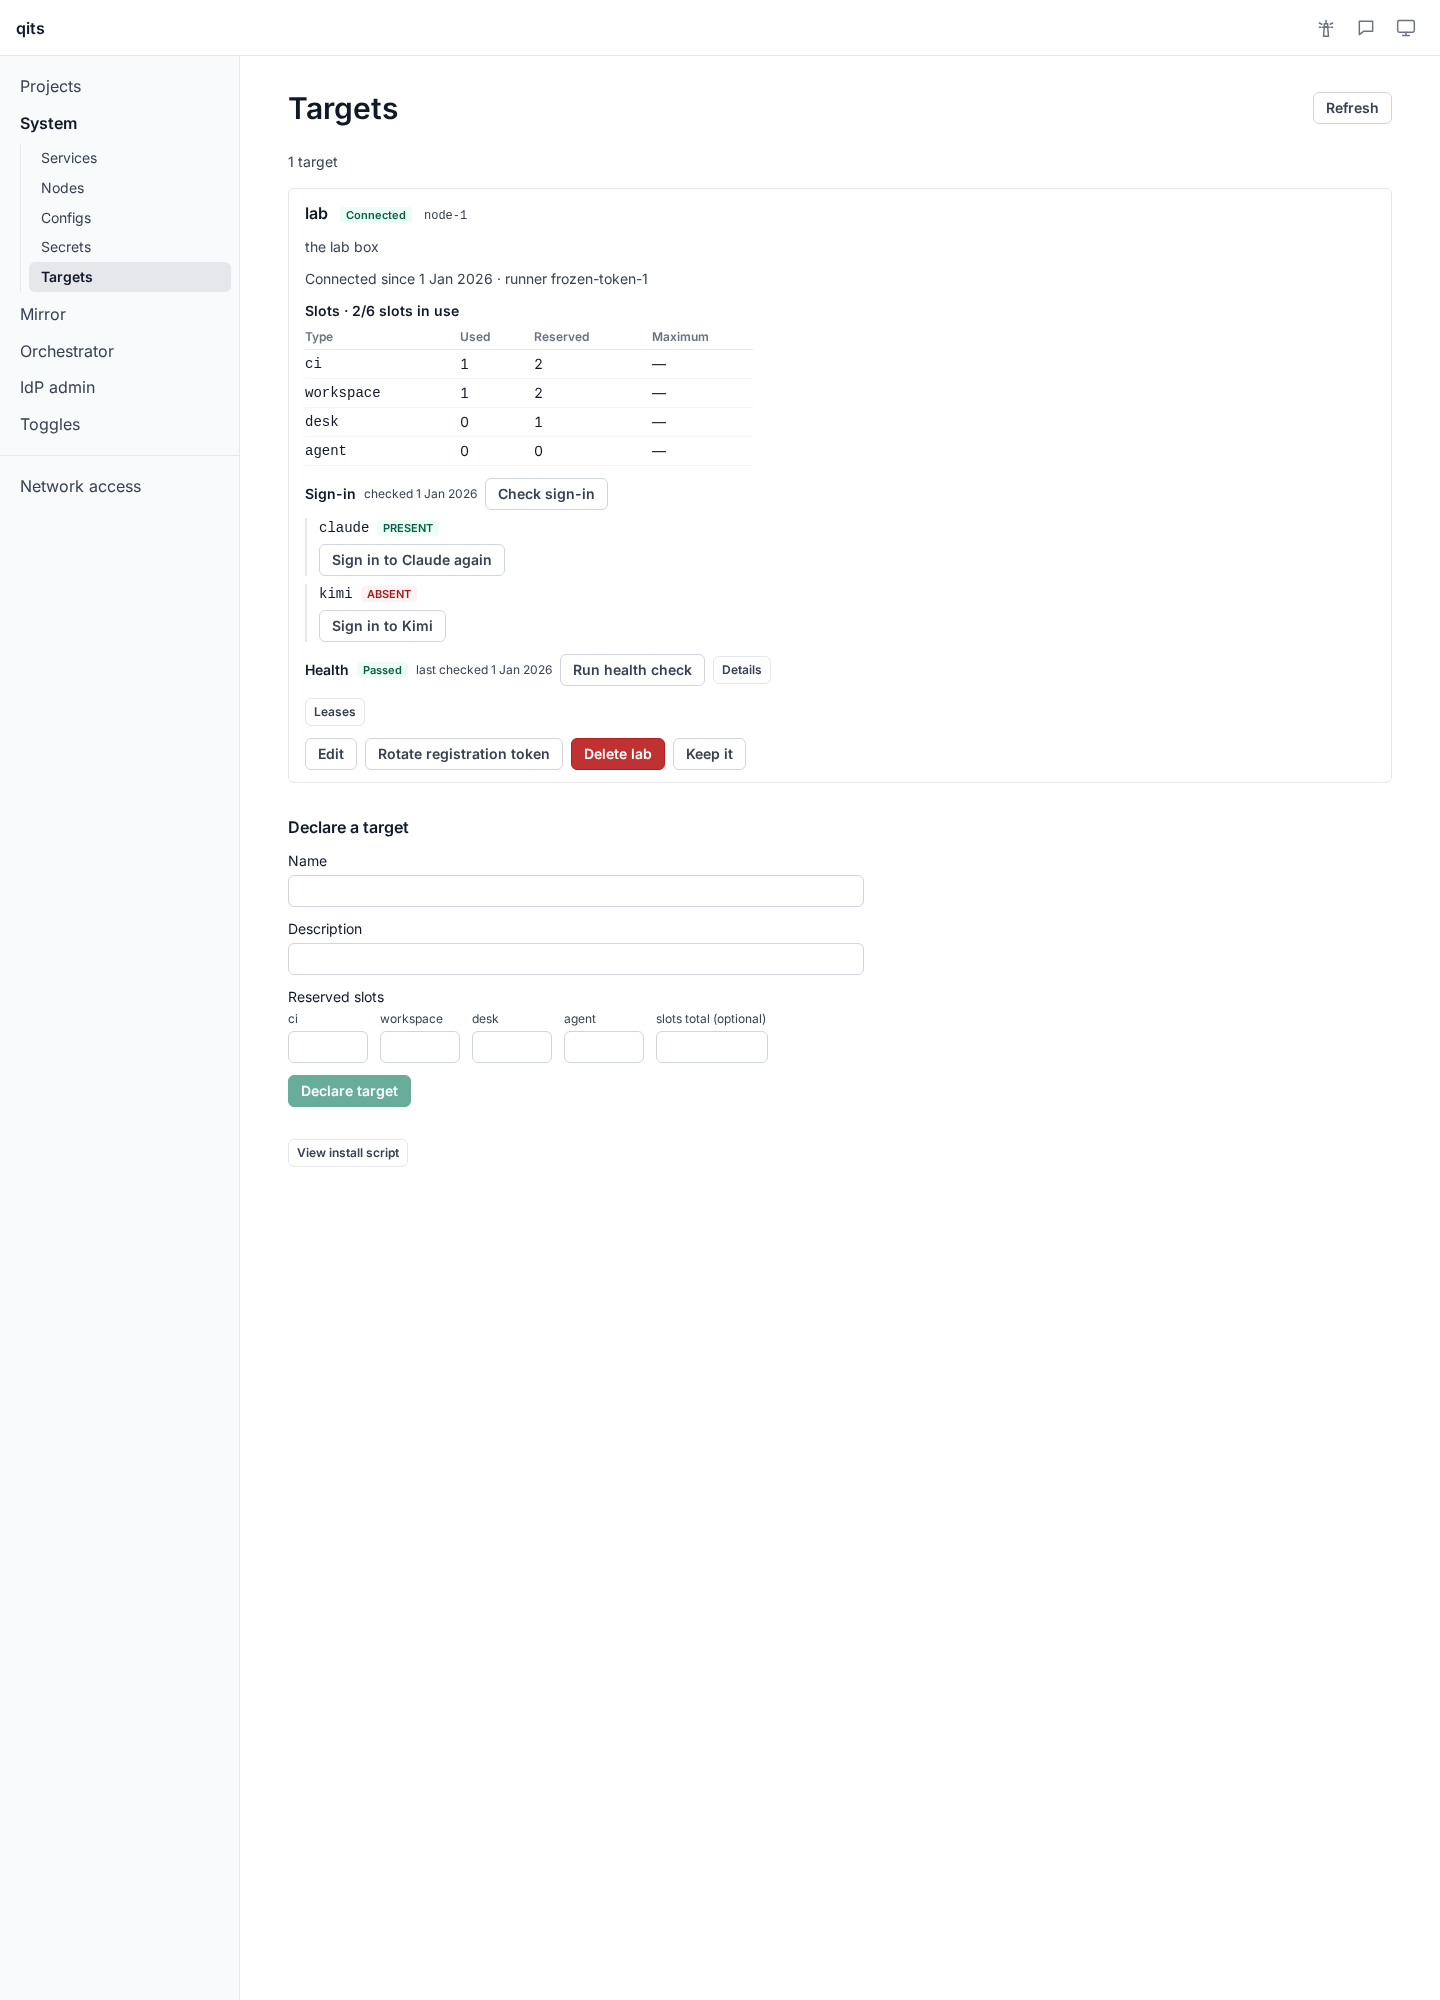 qits
Projects
System
Services
Nodes
Configs
Secrets
Targets
Mirror
Orchestrator
IdP admin
Toggles
Network access
Targets
Refresh
1 target
lab Connected node-1
the lab box
Connected since 1 Jan 2026 · runner frozen-token-1
Slots · 2/6 slots in use
Type Used Reserved Maximum
ci 1 2 —
workspace 1 2 —
desk 0 1 —
agent 0 0 —
Sign-in checked 1 Jan 2026 Check sign-in
claude PRESENT
Sign in to Claude again
kimi ABSENT
Sign in to Kimi
Health Passed last checked 1 Jan 2026 Run health check Details
Leases
Edit Rotate registration token Delete lab Keep it
Declare a target
Name
Description
Reserved slots
ci workspace desk agent slots total (optional)
Declare target
View install script